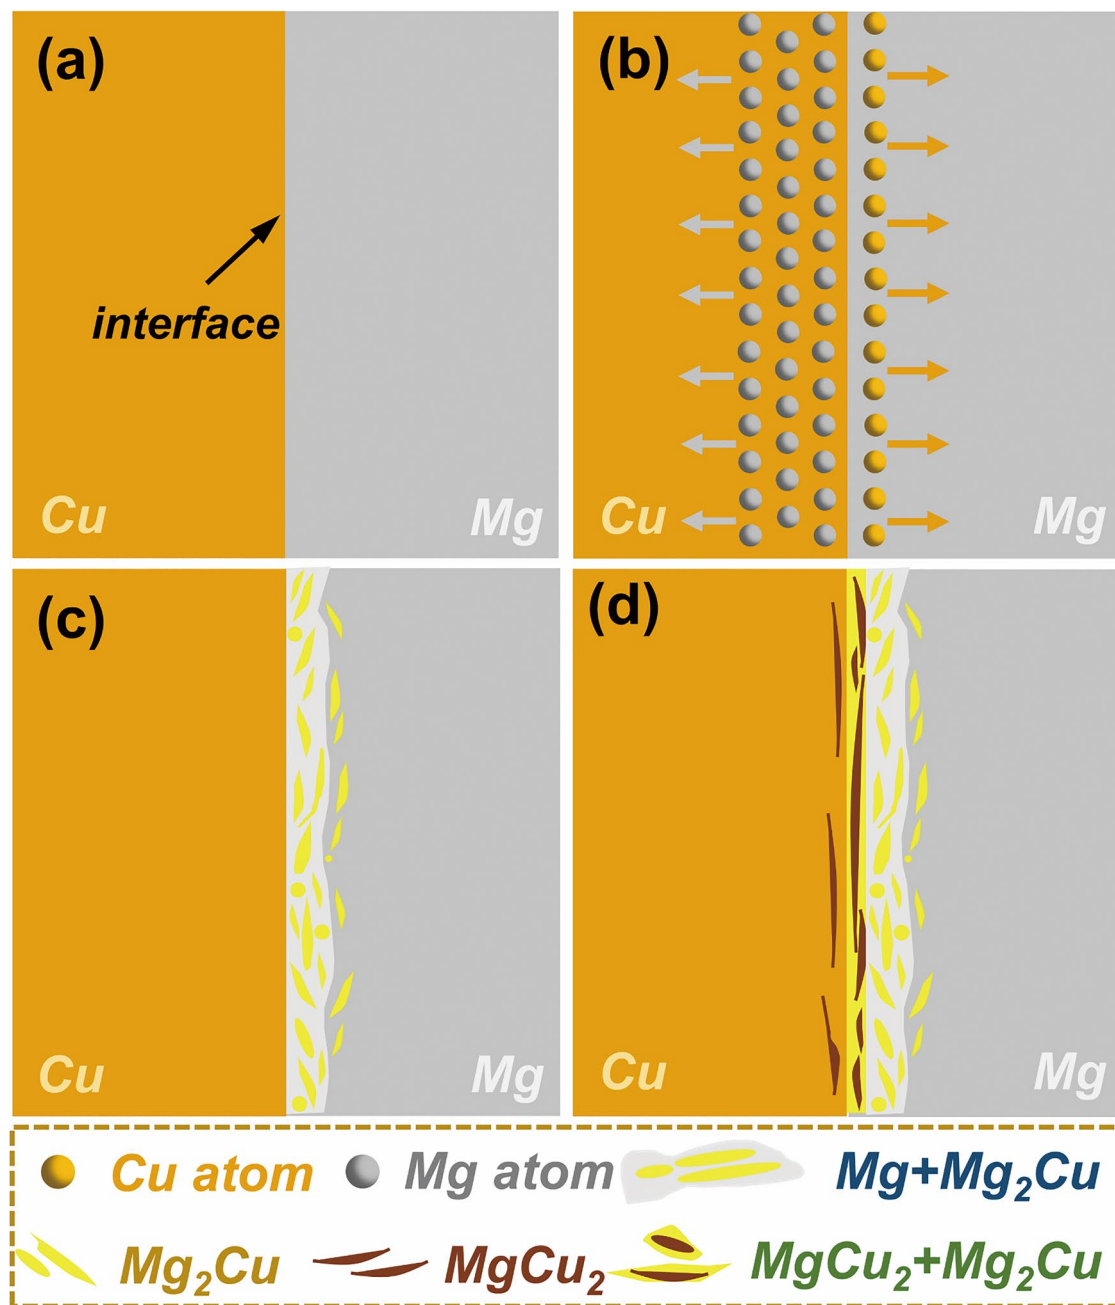 (a)
interface
Cu
Mg
(b)
Cu
Mg
(c)
Cu
Mg
(d)
Cu
Mg
Cu atom
Mg atom
Mg+Mg₂Cu
Mg₂Cu
MgCu₂
MgCu₂+Mg₂Cu